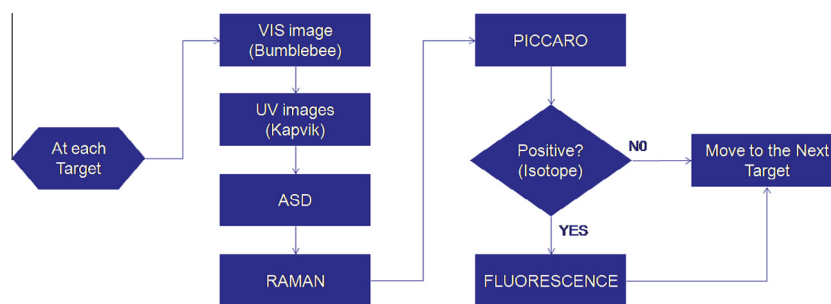 At each
Target
VIS image
(Bumblebee)
UV images
(Kapvik)
ASD
RAMAN
PICCARO
Positive?
(Isotope)
N0
YES
FLUORESCENCE
Move to the Next
Target